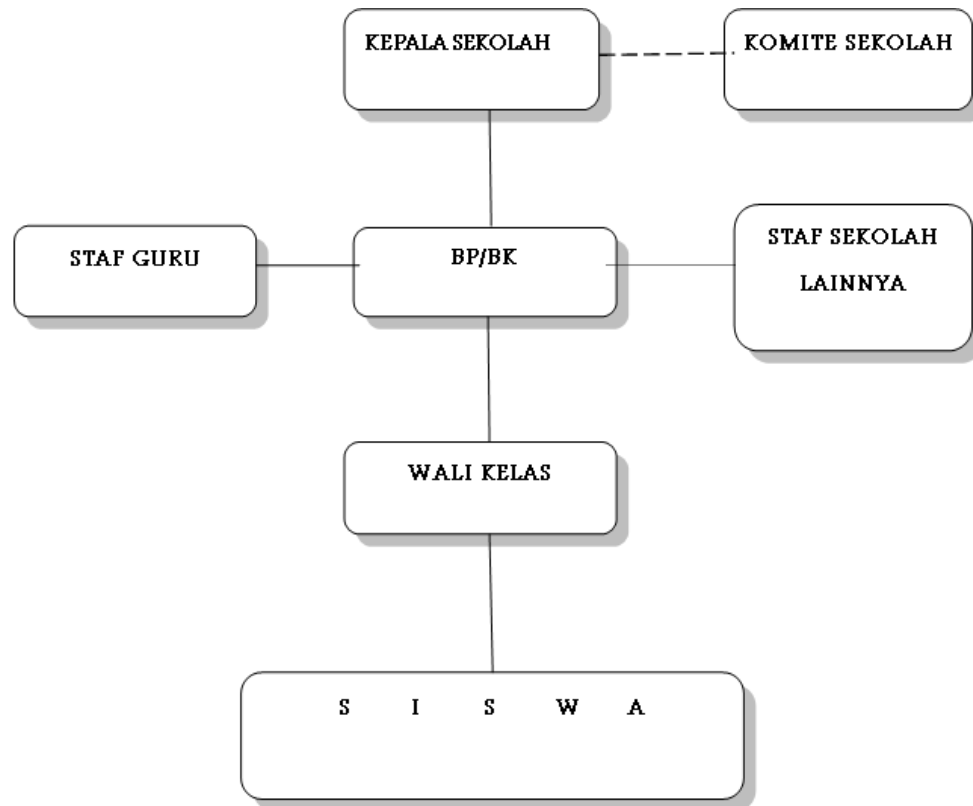 KEPALA SEKOLAH
KOMITE SEKOLAH
STAF GURU
BP/BK
STAF SEKOLAH
LAINNYA
WALI KELAS
S I S W A